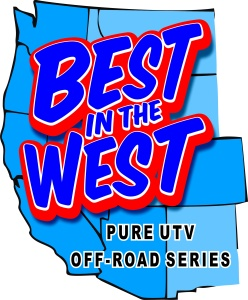 BEST
IN THE
WEST
PURE UTV
OFF-ROAD SERIES